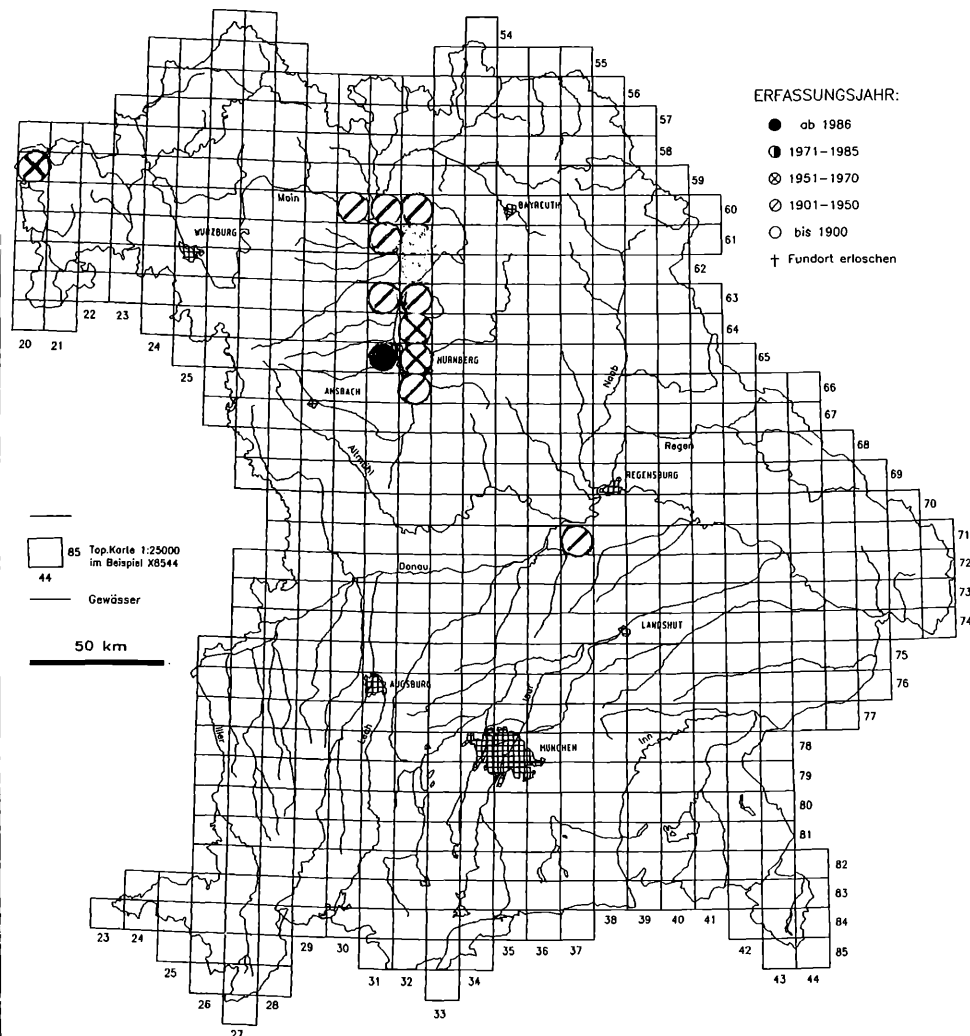 54
55
56
57
58
59
60
61
62
63
64
65
66
67
68
69
70
71
72
73
74
75
76
77
78
79
80
81
82
83
84
85
ERFASSUNGSJAHR:
ab 1986
1971–1985
1951–1970
1901–1950
bis 1900
† Fundort erloschen
Main
BAYREUTH
WÜRZBURG
20
21
22
23
24
25
NÜRNBERG
ANSBACH
Naab
Altmühl
Regen
REGENSBURG
85 Top.Karte 1:25000
44 im Beispiel X8544
Gewässer
50 km
Donau
LANDSHUT
AUGSBURG
Isar
Iller
Lech
Inn
MÜNCHEN
23
24
25
26
27
28
29
30
31
32
33
34
35
36
37
38
39
40
41
42
43
44